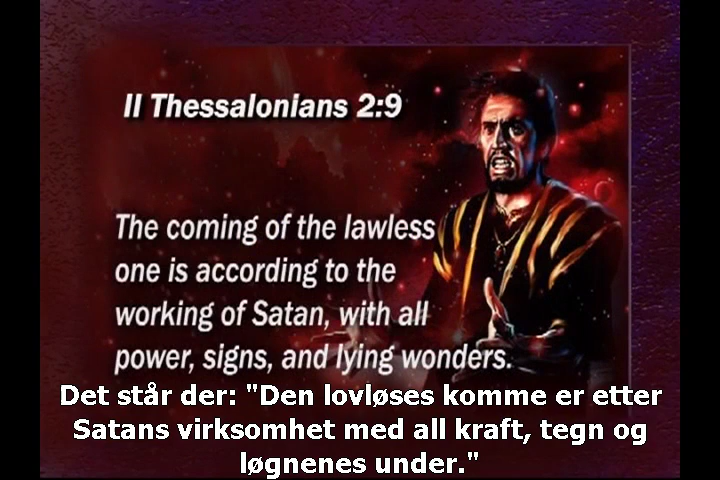 II Thessalonians 2:9
The coming of the lawless
one is according to the
working of Satan, with all
power, signs, and lying wonders.
Det står der: "Den lovløses komme er etter
Satans virksomhet med all kraft, tegn og
løgnenes under."